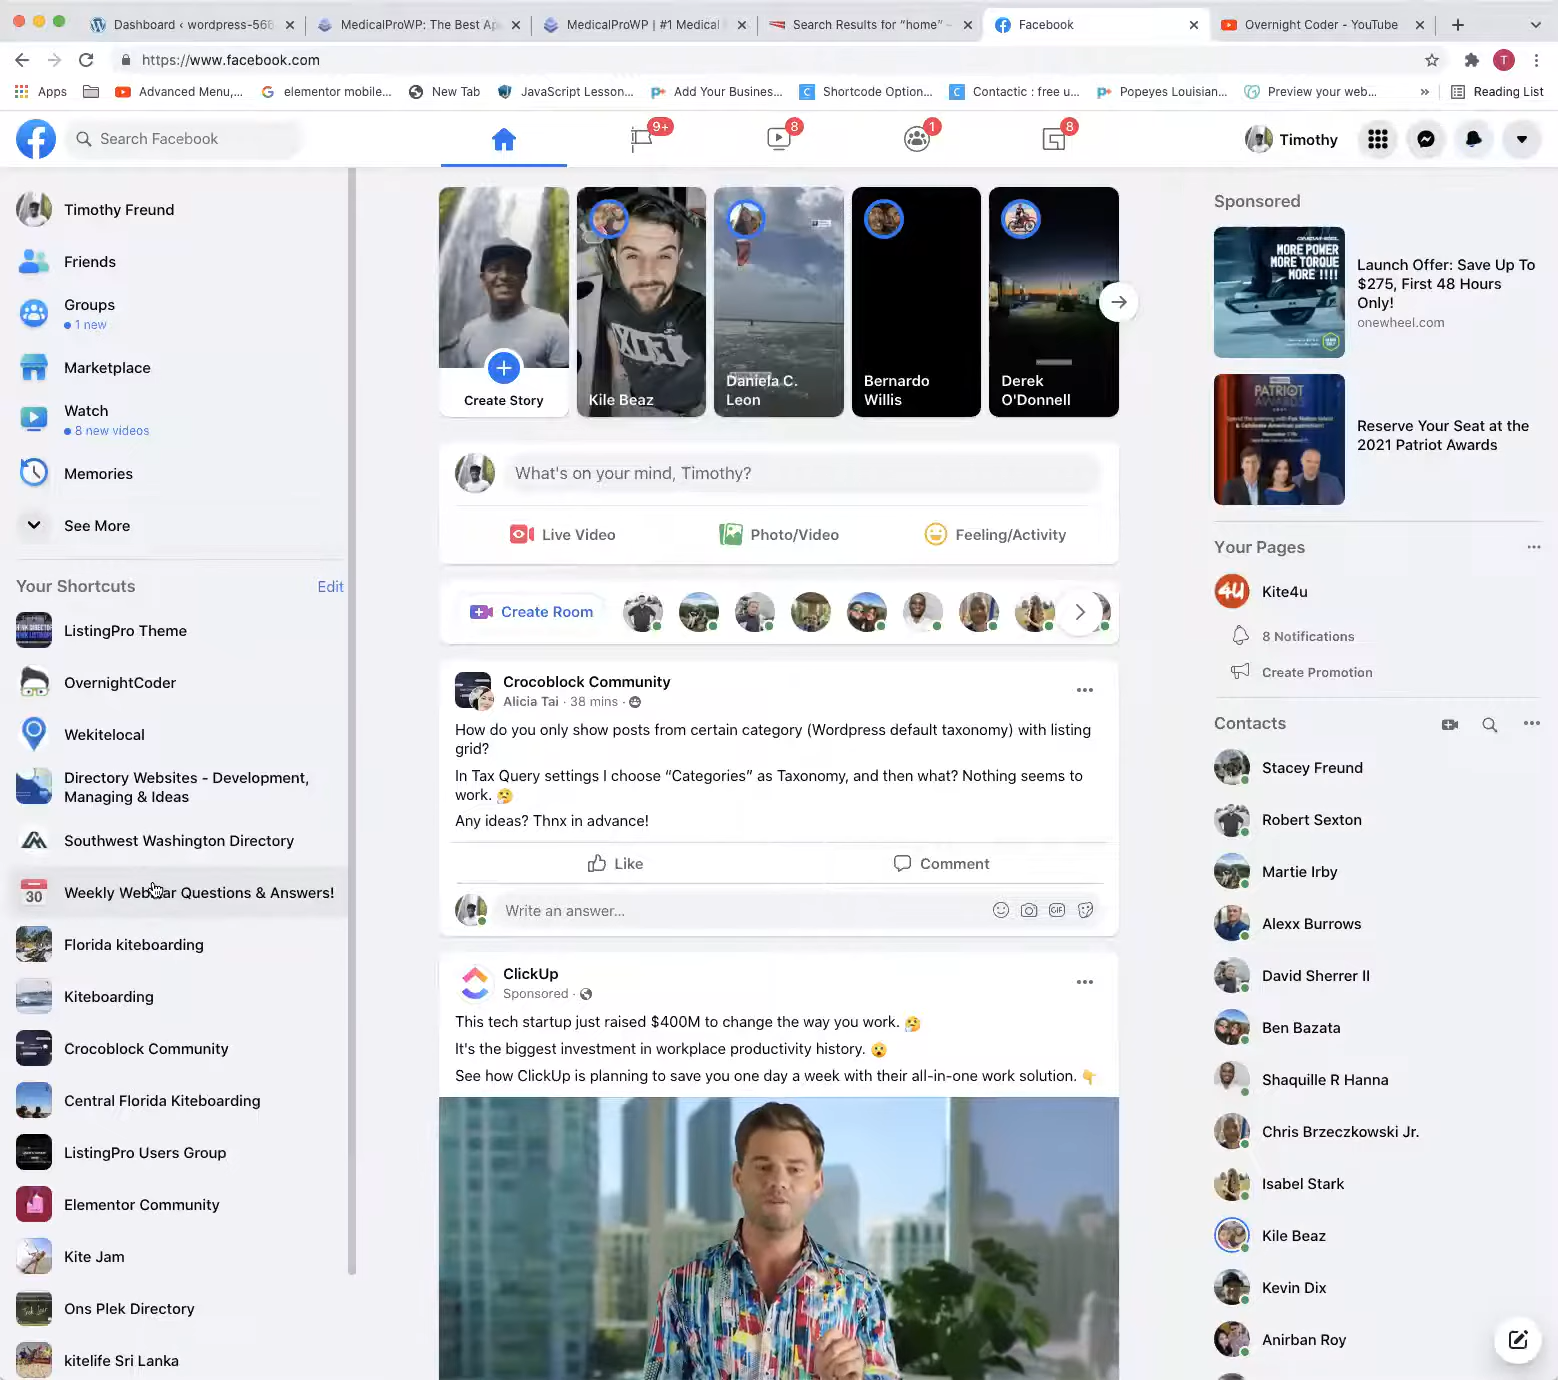 Dashboard ‹ wordpress-568
MedicalProWP: The Best Ap
MedicalProWP | #1 Medical
Search Results for “home” –
Facebook
Overnight Coder - YouTube
https://www.facebook.com
T
Apps
Advanced Menu,...
elementor mobile...
New Tab
JavaScript Lesson...
Add Your Busines...
Shortcode Option...
Contactic : free u...
Popeyes Louisian...
Preview your web...
»
Reading List
Search Facebook
9+
8
1
8
Timothy
Timothy Freund
Friends
Groups
1 new
Marketplace
Watch
8 new videos
Memories
See More
Your Shortcuts
Edit
ListingPro Theme
OvernightCoder
Wekitelocal
Directory Websites - Development,
Managing & Ideas
Southwest Washington Directory
30
Weekly Webinar Questions & Answers!
Florida kiteboarding
Kiteboarding
Crocoblock Community
Central Florida Kiteboarding
ListingPro Users Group
Elementor Community
Kite Jam
Ons Plek Directory
kitelife Sri Lanka
Create Story
Kile Beaz
Daniela C.
Leon
Bernardo
Willis
Derek
O'Donnell
What's on your mind, Timothy?
Live Video
Photo/Video
Feeling/Activity
Create Room
Crocoblock Community
Alicia Tai · 38 mins ·
How do you only show posts from certain category (Wordpress default taxonomy) with listing
grid?
In Tax Query settings I choose “Categories” as Taxonomy, and then what? Nothing seems to
work. 🤔
Any ideas? Thnx in advance!
Like
Comment
Write an answer...
GIF
ClickUp
Sponsored ·
This tech startup just raised $400M to change the way you work. 🤔
It's the biggest investment in workplace productivity history. 😮
See how ClickUp is planning to save you one day a week with their all-in-one work solution. 👇
Sponsored
MORE POWER
MORE TORQUE
MORE !!!!
Launch Offer: Save Up To
$275, First 48 Hours
Only!
onewheel.com
PATRIOT
AWARDS
Reserve Your Seat at the
2021 Patriot Awards
Your Pages
4U
Kite4u
8 Notifications
Create Promotion
Contacts
Stacey Freund
Robert Sexton
Martie Irby
Alexx Burrows
David Sherrer II
Ben Bazata
Shaquille R Hanna
Chris Brzeczkowski Jr.
Isabel Stark
Kile Beaz
Kevin Dix
Anirban Roy